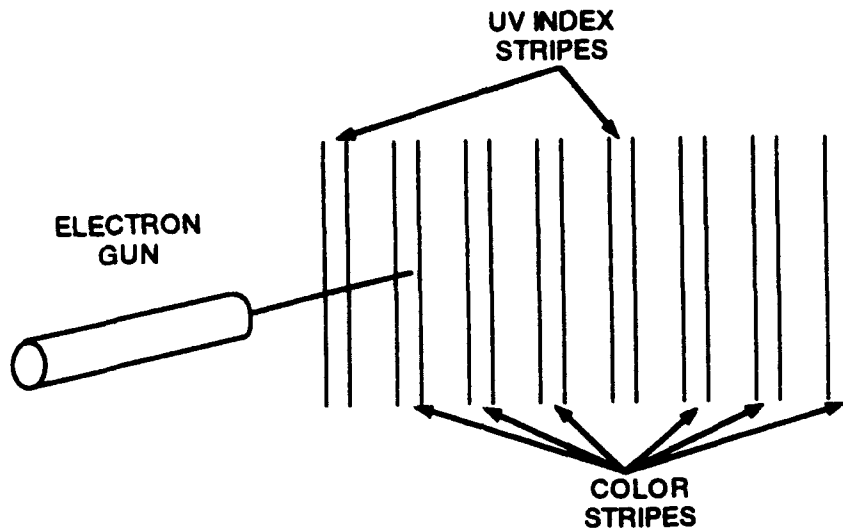 UV INDEX
STRIPES
ELECTRON
GUN
COLOR
STRIPES